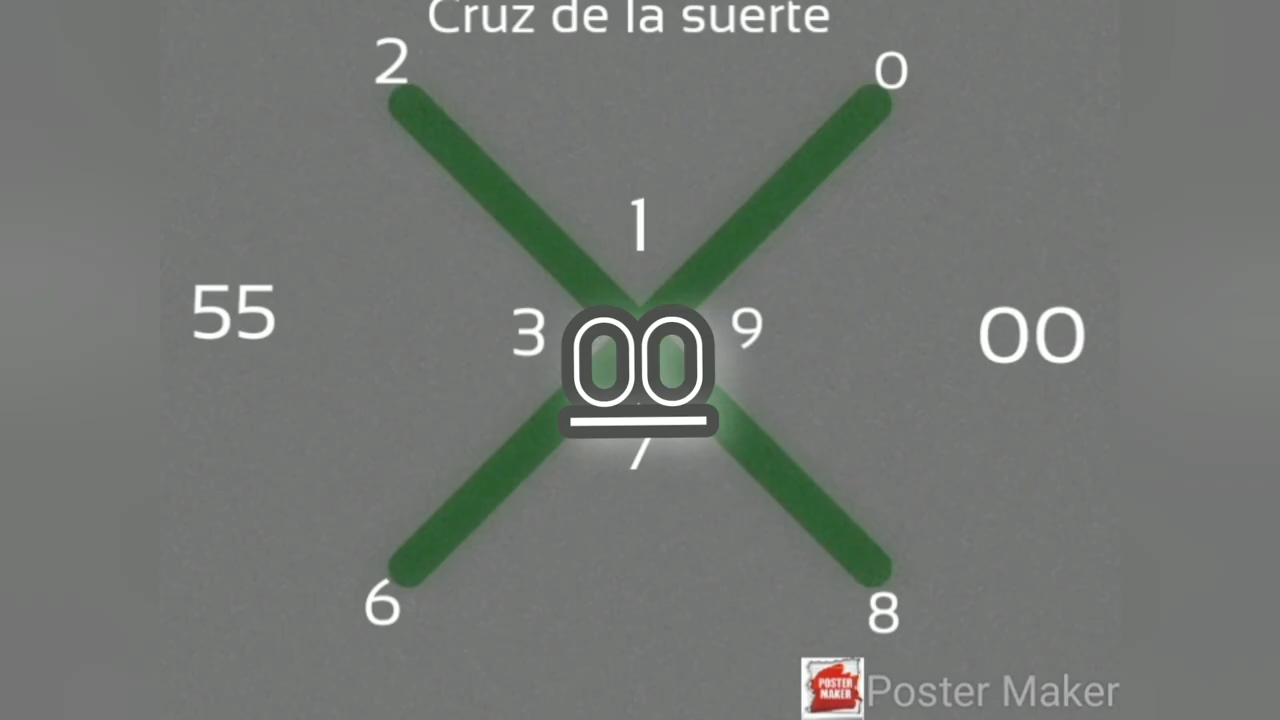 Cruz de la suerte
2 0
1
55 3 00 9 00
7
6 8
POSTER
MAKER
Poster Maker